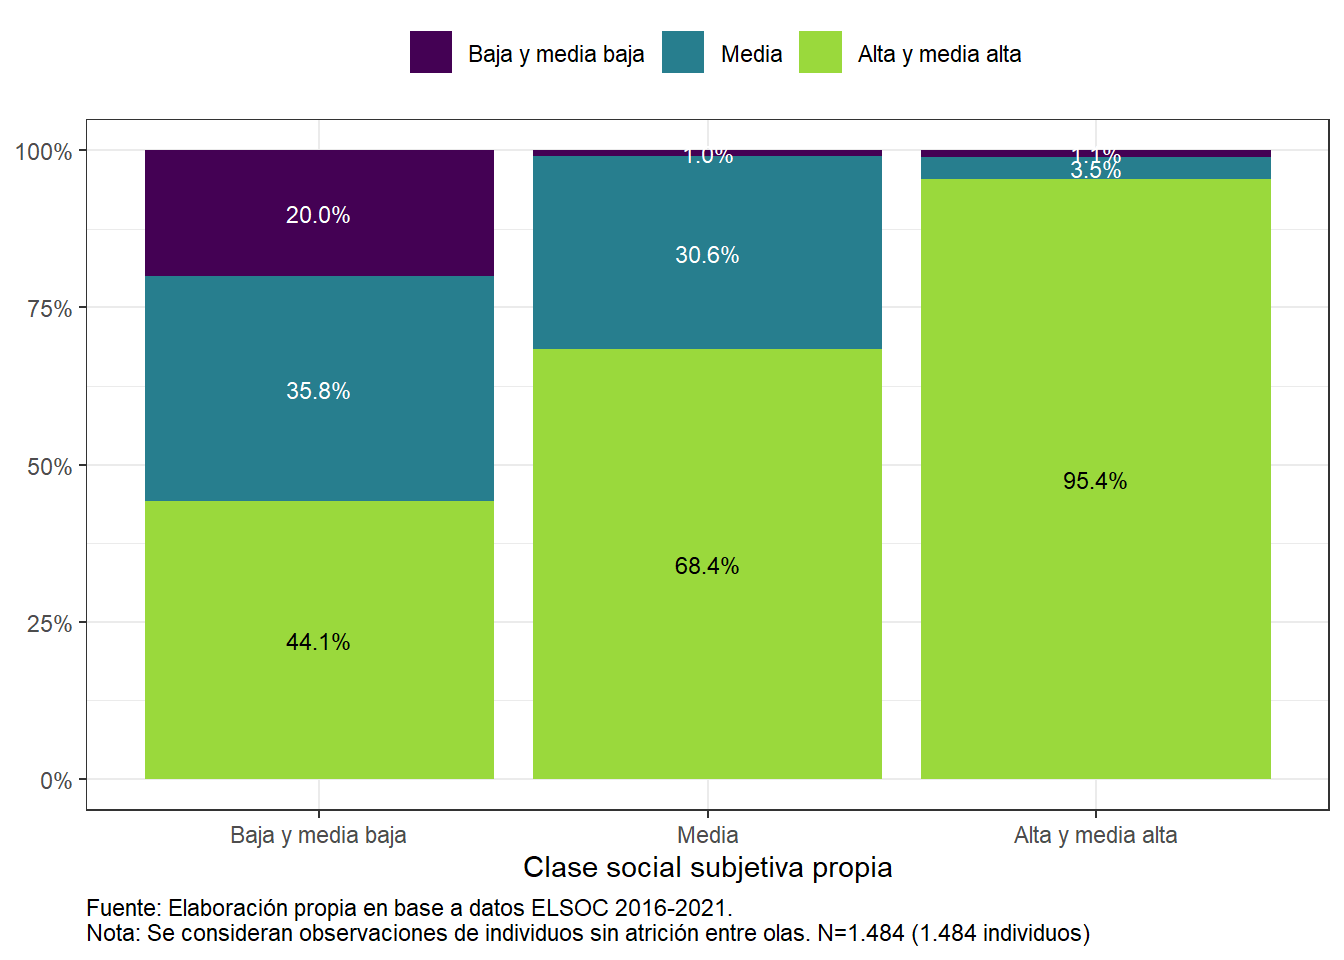 Baja y media baja Media Alta y media alta
100%
75%
50%
25%
0%
20.0%
35.8%
44.1%
1.0%
30.6%
68.4%
1.1%
3.5%
95.4%
Baja y media baja Media Alta y media alta
Clase social subjetiva propia
Fuente: Elaboración propia en base a datos ELSOC 2016-2021.
Nota: Se consideran observaciones de individuos sin atrición entre olas. N=1.484 (1.484 individuos)